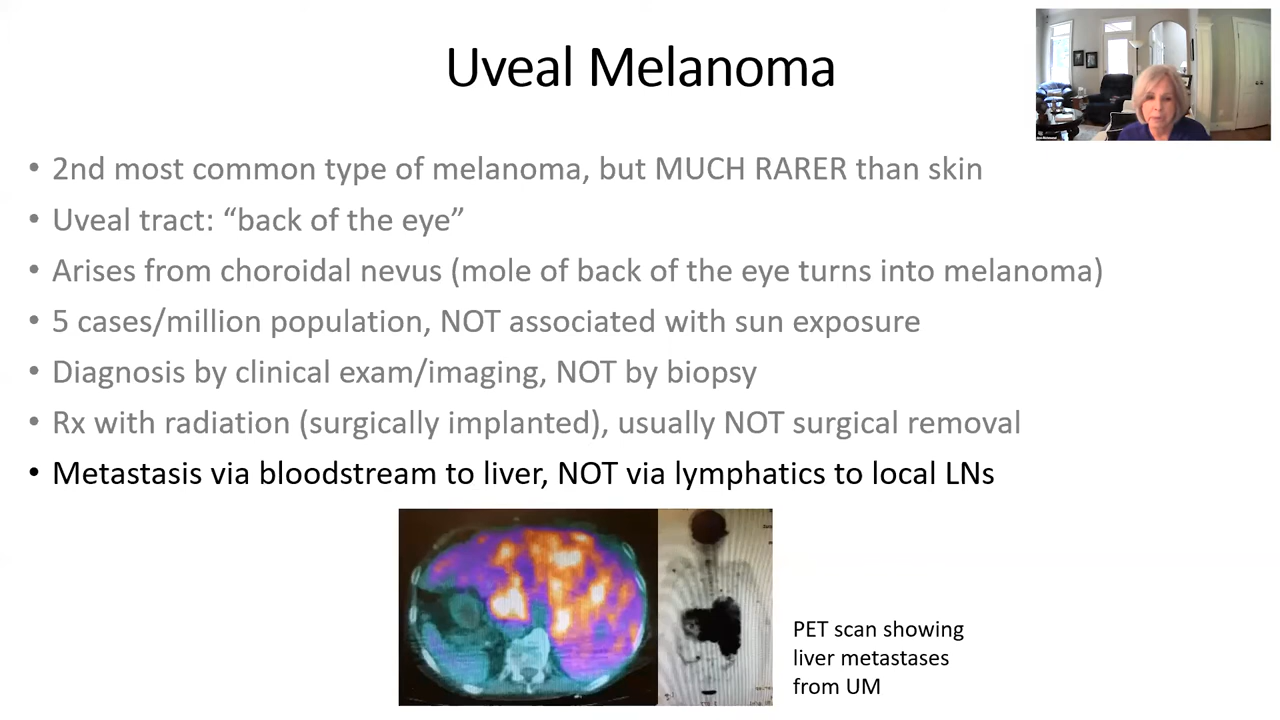 Uveal Melanoma
• 2nd most common type of melanoma, but MUCH RARER than skin
• Uveal tract: “back of the eye”
• Arises from choroidal nevus (mole of back of the eye turns into melanoma)
• 5 cases/million population, NOT associated with sun exposure
• Diagnosis by clinical exam/imaging, NOT by biopsy
• Rx with radiation (surgically implanted), usually NOT surgical removal
• Metastasis via bloodstream to liver, NOT via lymphatics to local LNs
PET scan showing
liver metastases
from UM